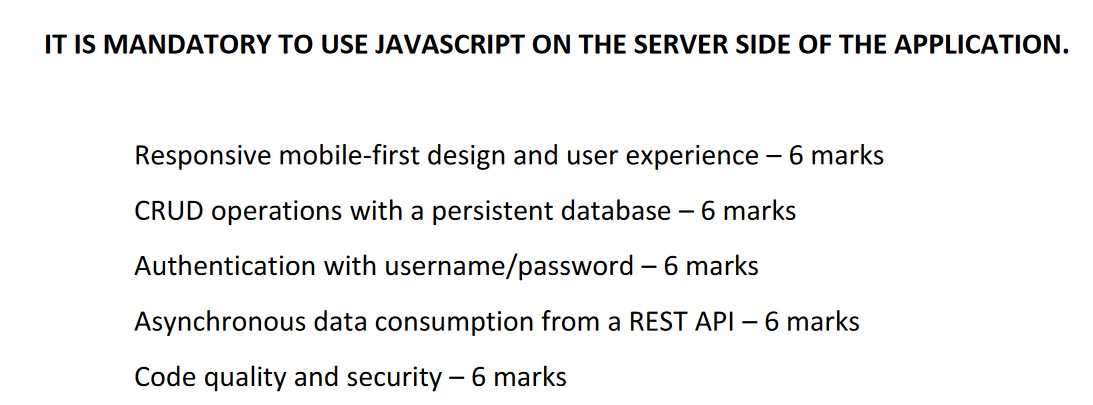 IT IS MANDATORY TO USE JAVASCRIPT ON THE SERVER SIDE OF THE APPLICATION.
Responsive mobile-first design and user experience – 6 marks
CRUD operations with a persistent database – 6 marks
Authentication with username/password – 6 marks
Asynchronous data consumption from a REST API – 6 marks
Code quality and security – 6 marks